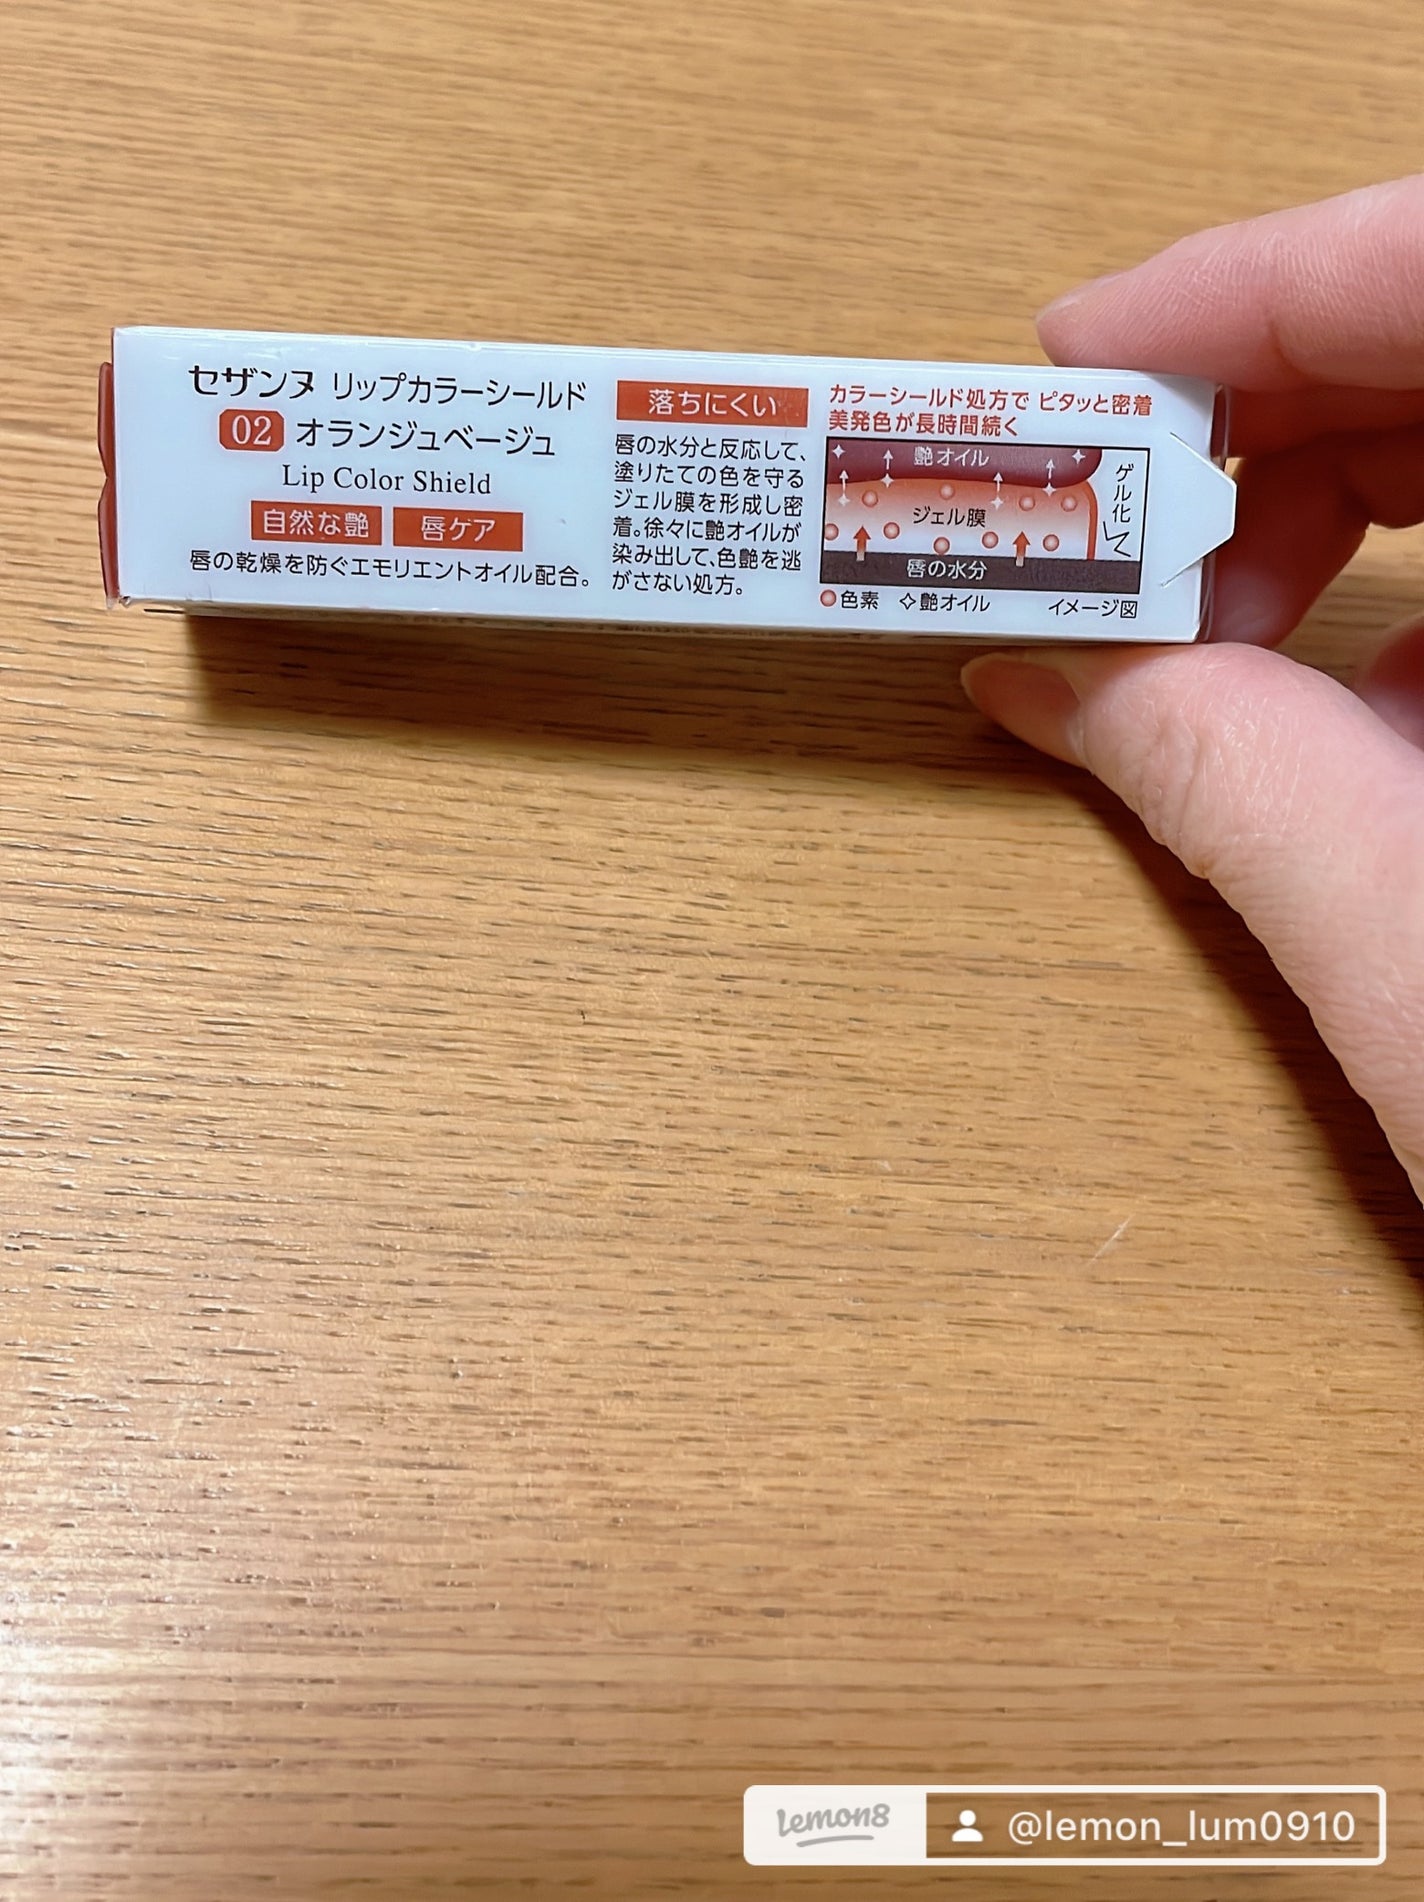 セザンヌ リップカラーシールド
02 オランジュベージュ
Lip Color Shield
自然な艶 唇ケア
唇の乾燥を防ぐエモリエントオイル配合。
落ちにくい
唇の水分と反応して、
塗りたての色を守る
ジェル膜を形成し密
着。徐々に艶オイルが
染み出して、色艶を逃
がさない処方。
カラーシールド処方で ピタッと密着
美発色が長時間続く
艶オイル
ゲル化
ジェル膜
唇の水分
色素 艶オイル イメージ図
Lemon8 @lemon_lum0910